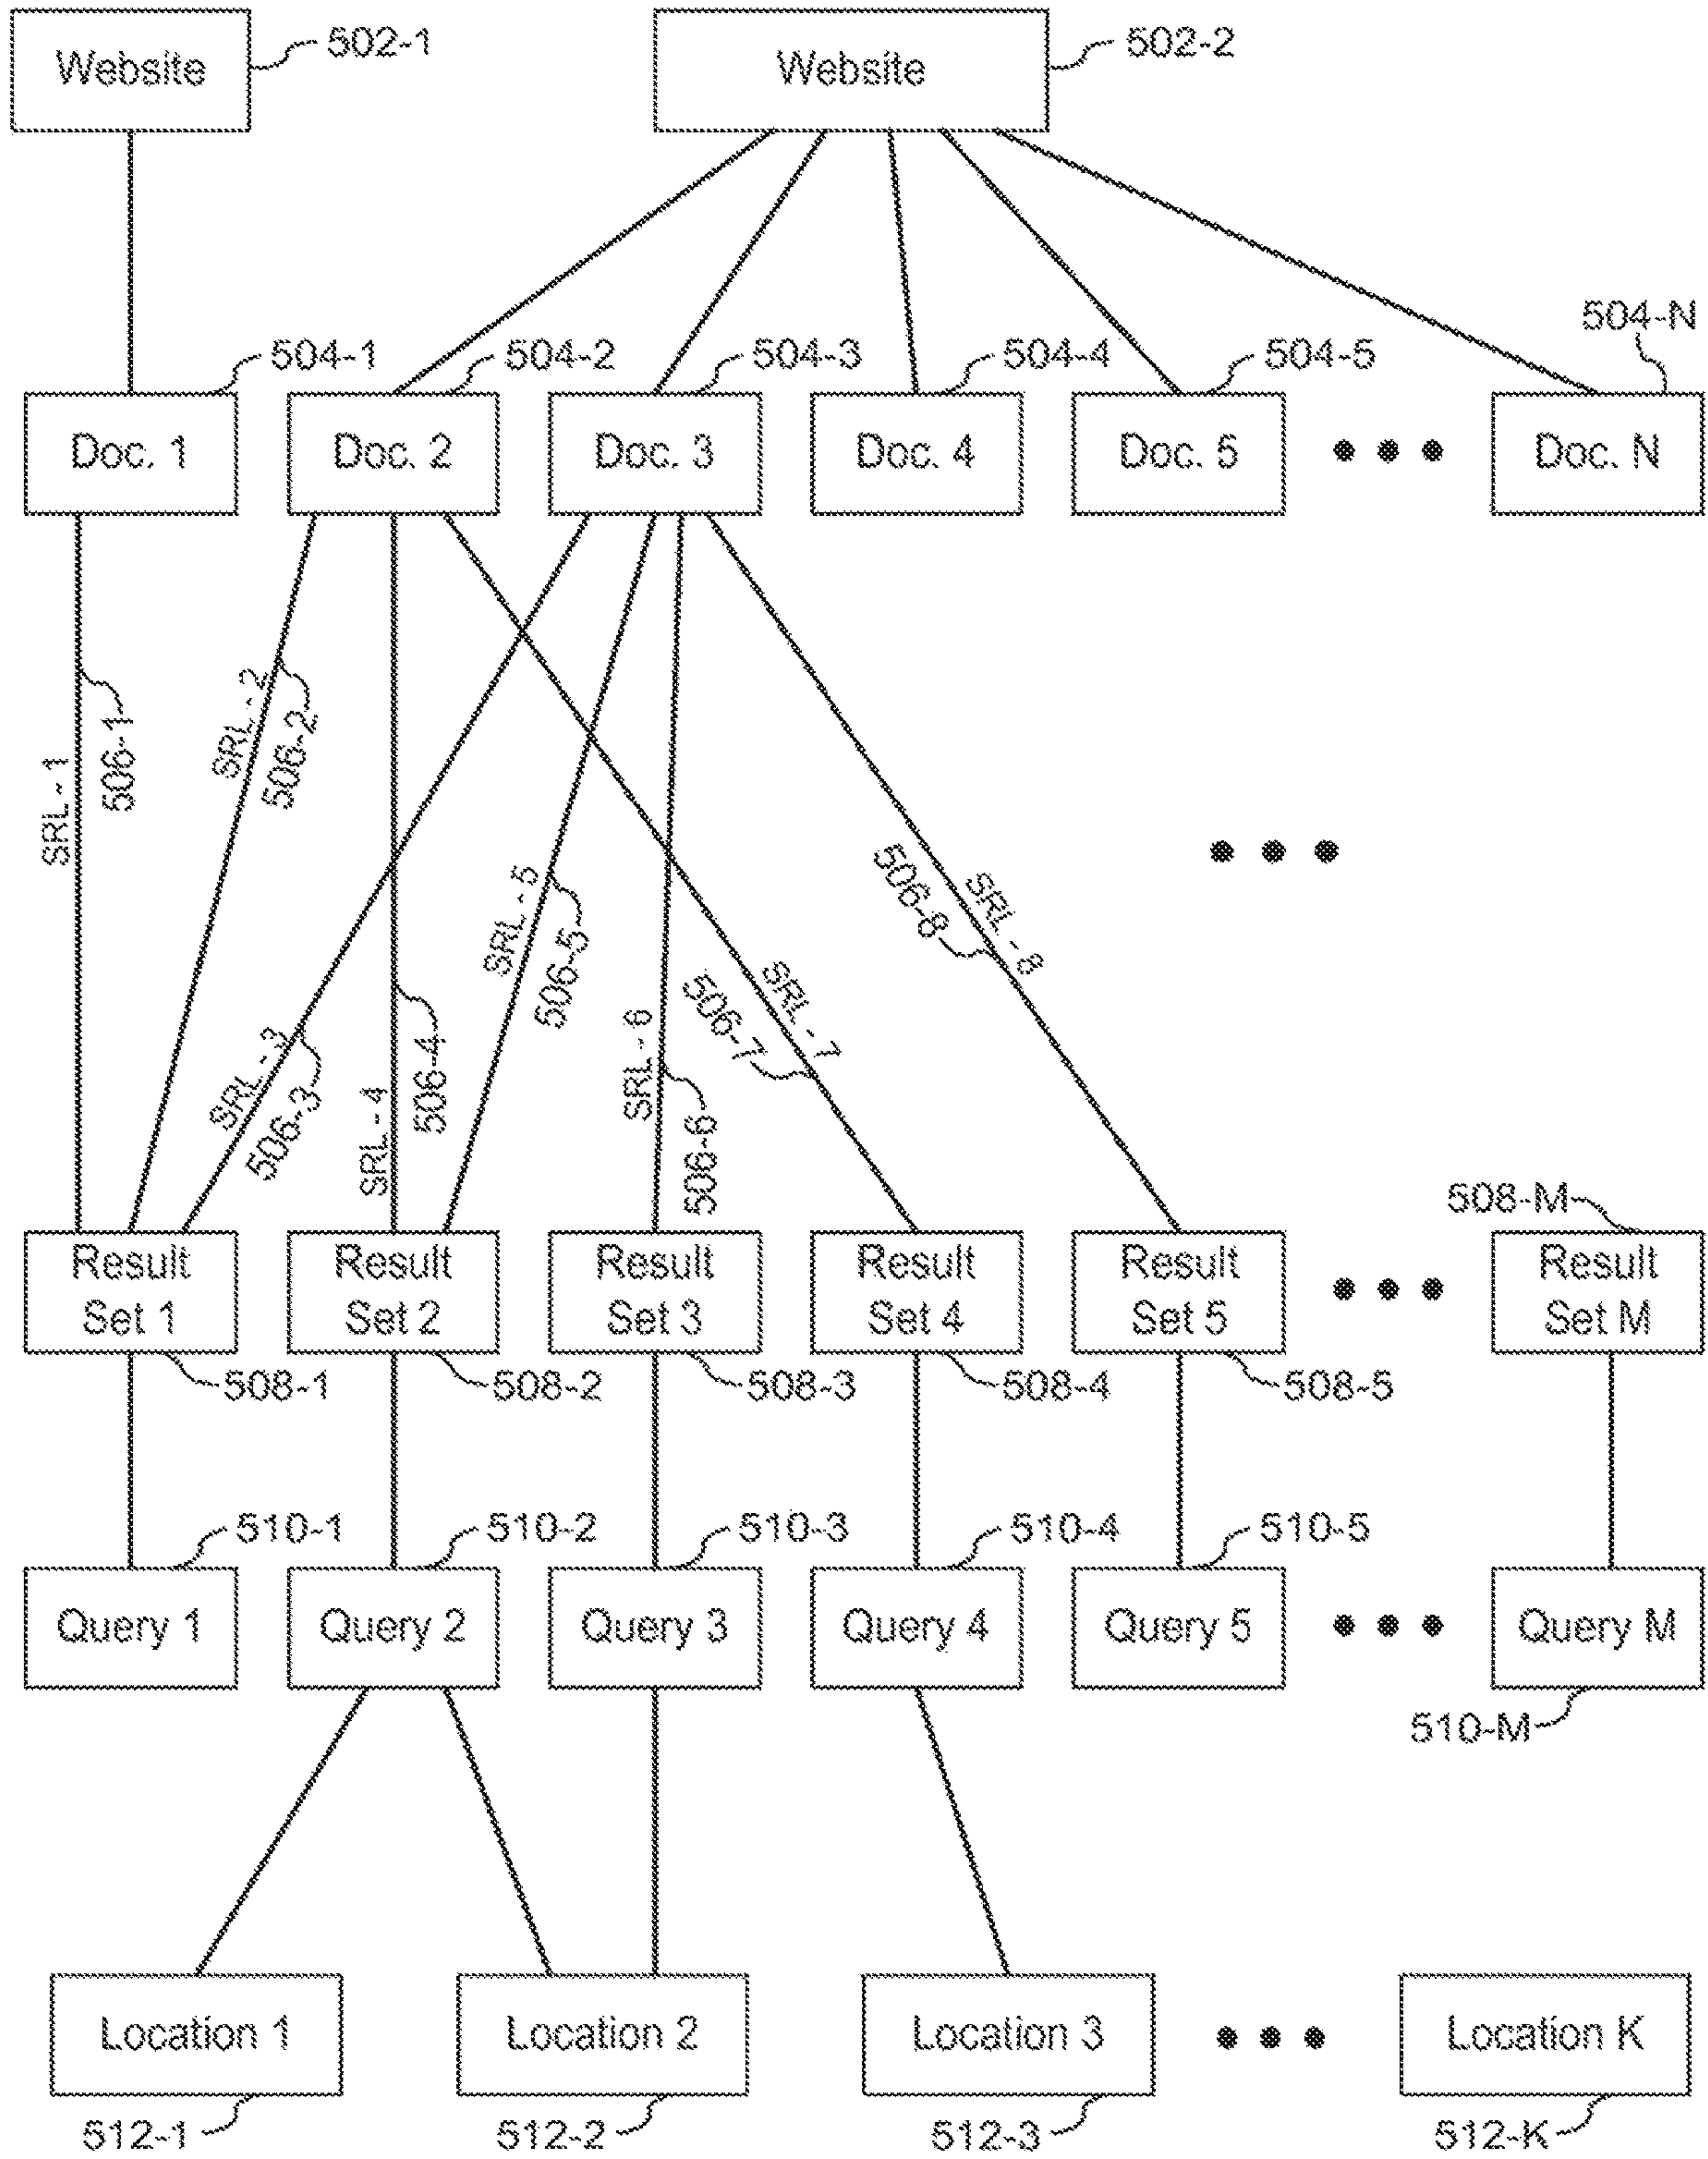 Website
502-1
Website
502-2
504-N
504-1
504-2
504-3
504-4
504-5
Doc. 1
Doc. 2
Doc. 3
Doc. 4
Doc. 5
Doc. N
SRL - 1
506-1
SRL - 2
506-2
SRL - 3
506-3
SRL - 4
506-4
SRL - 5
506-5
SRL - 6
506-6
SRL - 7
506-7
SRL - 8
506-8
508-M
Result
Set 1
Result
Set 2
Result
Set 3
Result
Set 4
Result
Set 5
Result
Set M
508-1
508-2
508-3
508-4
508-5
510-1
510-2
510-3
510-4
510-5
Query 1
Query 2
Query 3
Query 4
Query 5
Query M
510-M
Location 1
Location 2
Location 3
Location K
512-1
512-2
512-3
512-K